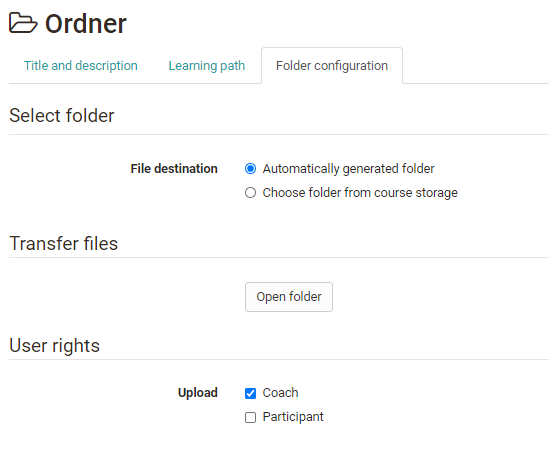 Ordner
Title and description Learning path Folder configuration
Select folder
File destination Automatically generated folder
Choose folder from course storage
Transfer files
Open folder
User rights
Upload Coach
Participant